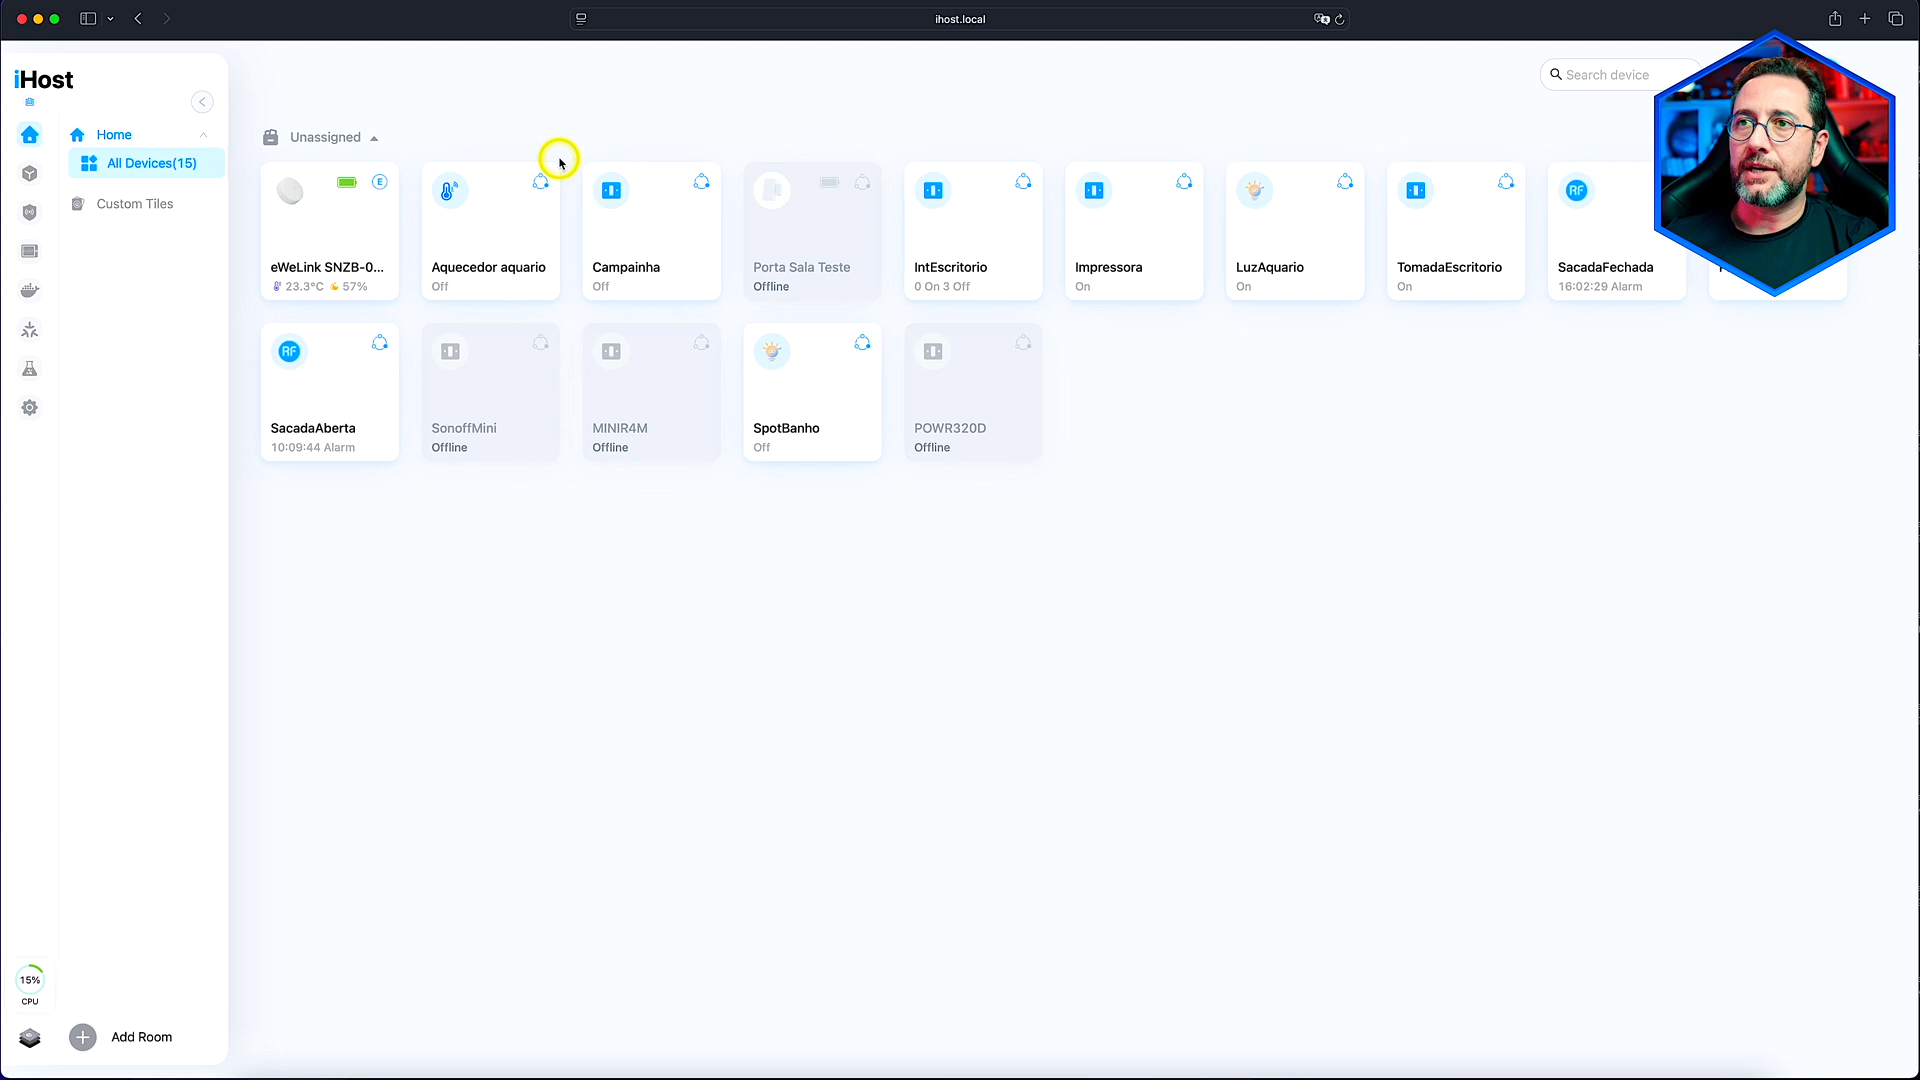 ihost.local
iHost
Search device
Home
All Devices(15)
Custom Tiles
Unassigned
E
eWeLink SNZB-0...
23.3°C 57%
Aquecedor aquario
Off
Campainha
Off
Porta Sala Teste
Offline
IntEscritorio
0 On 3 Off
Impressora
On
LuzAquario
On
TomadaEscritorio
On
RF
SacadaFechada
16:02:29 Alarm
RF
SacadaAberta
10:09:44 Alarm
SonoffMini
Offline
MINIR4M
Offline
SpotBanho
Off
POWR320D
Offline
15%
CPU
Add Room